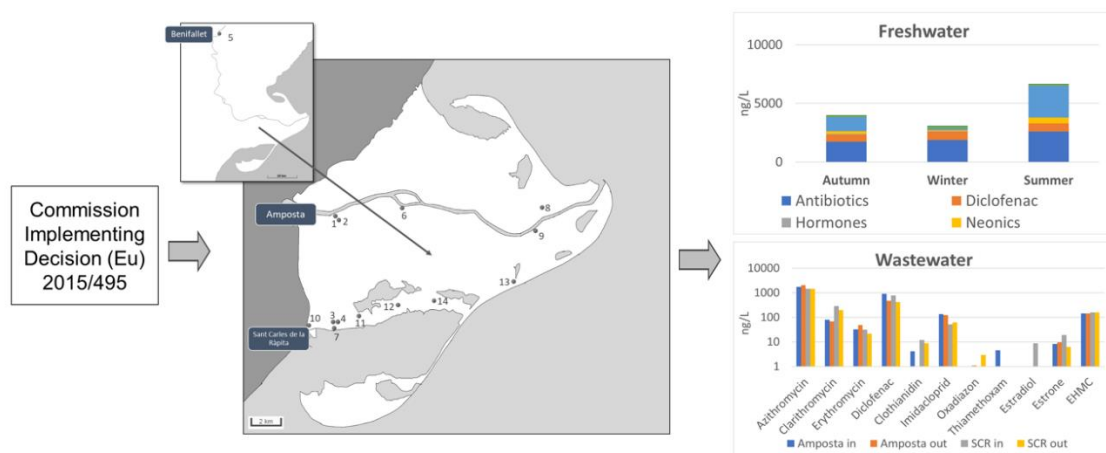 Commission
Implementing
Decision (Eu)
2015/495
Benifallet
5
Amposta
1
2
6
8
9
13
14
12
10
3
4
11
7
Sant Carles de la
Ràpita
2 km
Freshwater
10000
5000
0
ng/L
Autumn
Winter
Summer
Antibiotics
Diclofenac
Hormones
Neonics
Wastewater
10000
1000
100
10
1
ng/L
Azithromycin
Clarithromycin
Erythromycin
Diclofenac
Clothianidin
Imidacloprid
Oxadiazon
Thiamethoxam
Estradiol
Estrone
EHMC
Amposta in
Amposta out
SCR in
SCR out